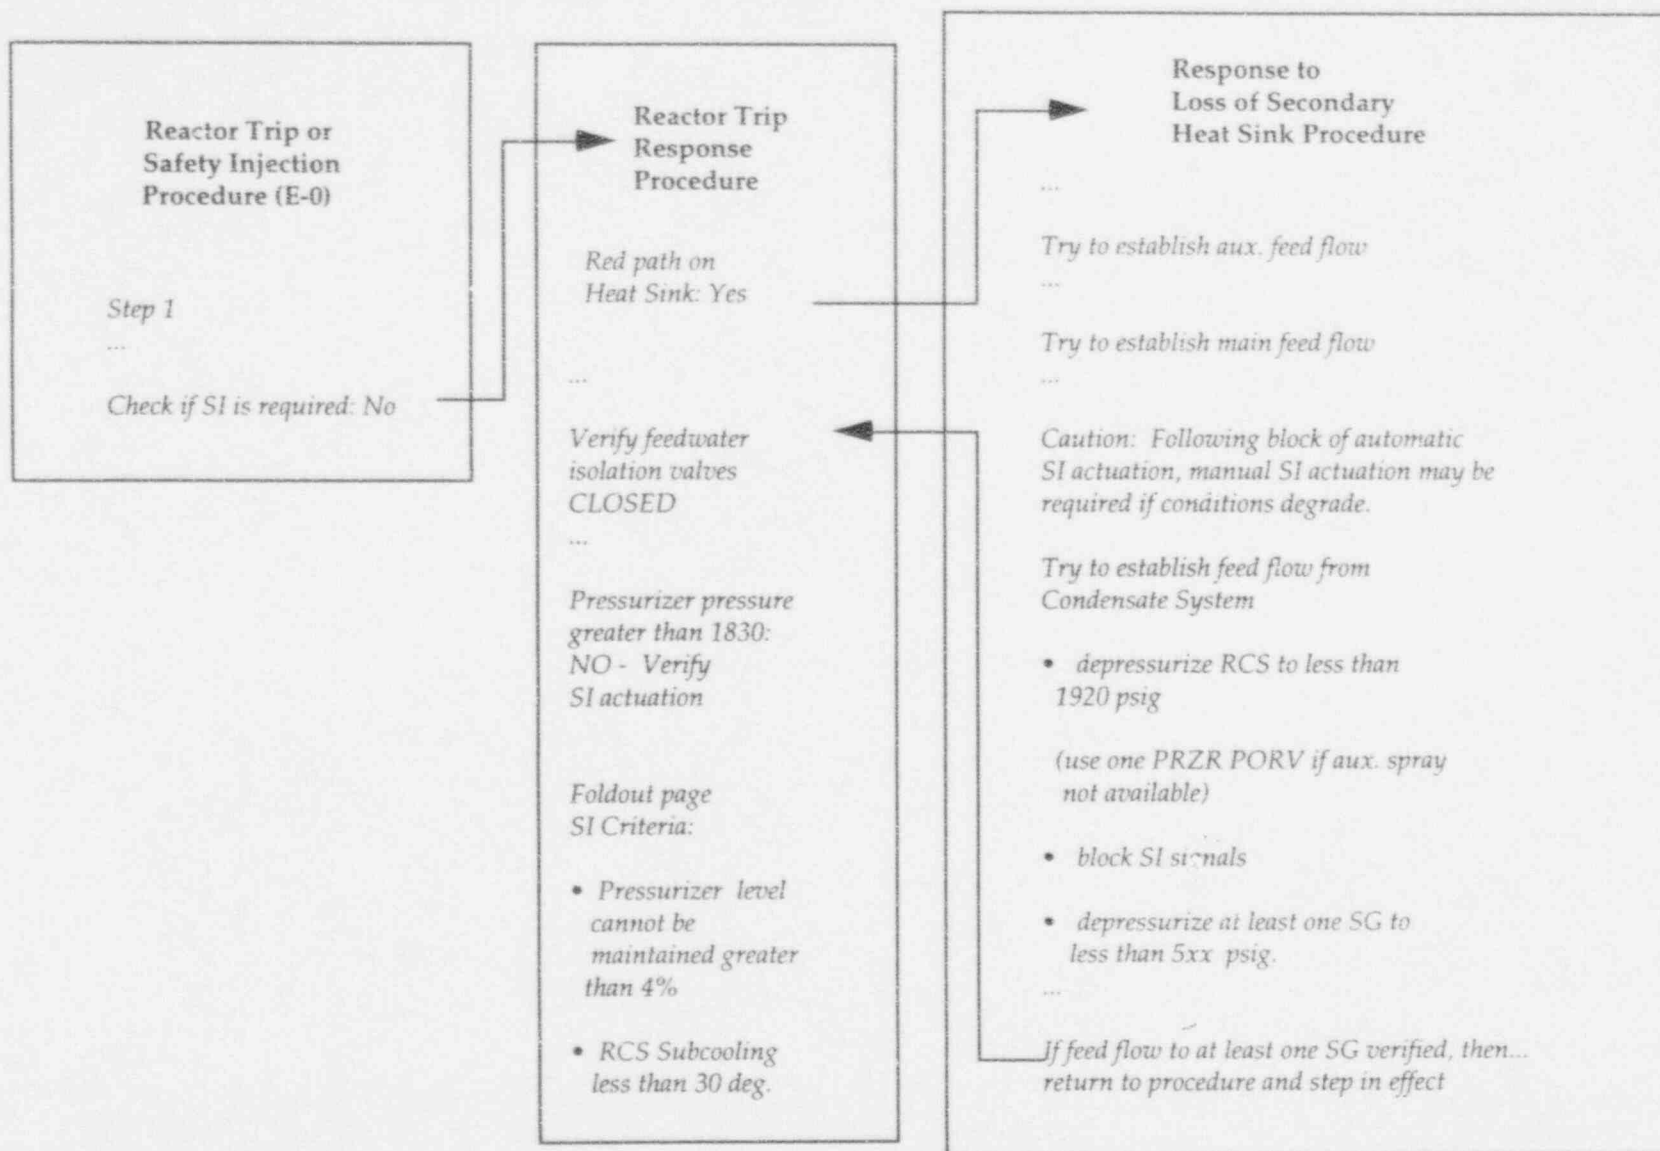 Reactor Trip or
Safety Injection
Procedure (E-0)
Step 1
...
Check if SI is required: No
Reactor Trip
Response
Procedure
Red path on
Heat Sink: Yes
...
Verify feedwater
isolation valves
CLOSED
...
Pressurizer pressure
greater than 1830:
NO - Verify
SI actuation
Foldout page
SI Criteria:
• Pressurizer level
cannot be
maintained greater
than 4%
• RCS Subcooling
less than 30 deg.
Response to
Loss of Secondary
Heat Sink Procedure
...
Try to establish aux. feed flow
...
Try to establish main feed flow
...
Caution: Following block of automatic
SI actuation, manual SI actuation may be
required if conditions degrade.
Try to establish feed flow from
Condensate System
• depressurize RCS to less than
1920 psig
(use one PRZR PORV if aux. spray
not available)
• block SI signals
• depressurize at least one SG to
less than 5xx psig.
...
If feed flow to at least one SG verified, then...
return to procedure and step in effect